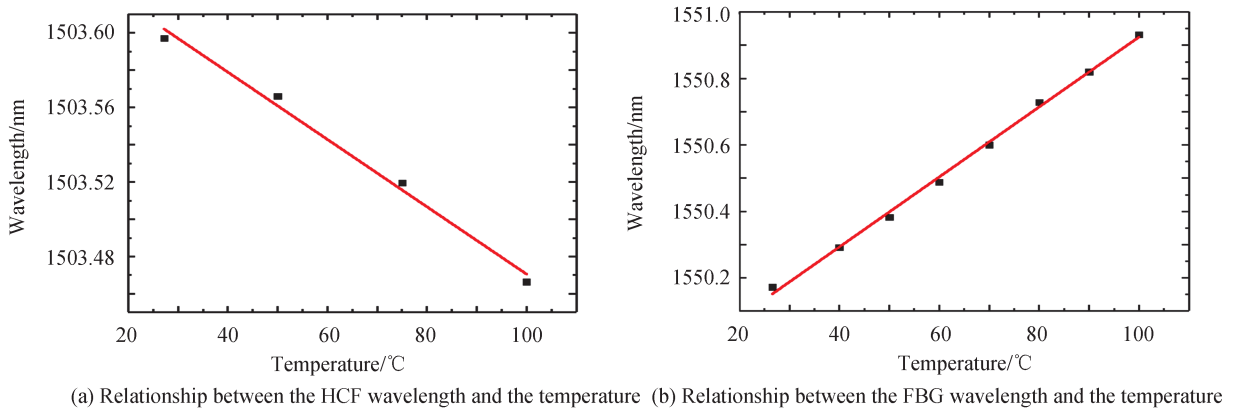 1503.60
1503.56
1503.52
1503.48
Wavelength/nm
20 40 60 80 100
Temperature/℃
(a) Relationship between the HCF wavelength and the temperature
1551.0
1550.8
1550.6
1550.4
1550.2
Wavelength/nm
20 40 60 80 100
Temperature/℃
(b) Relationship between the FBG wavelength and the temperature